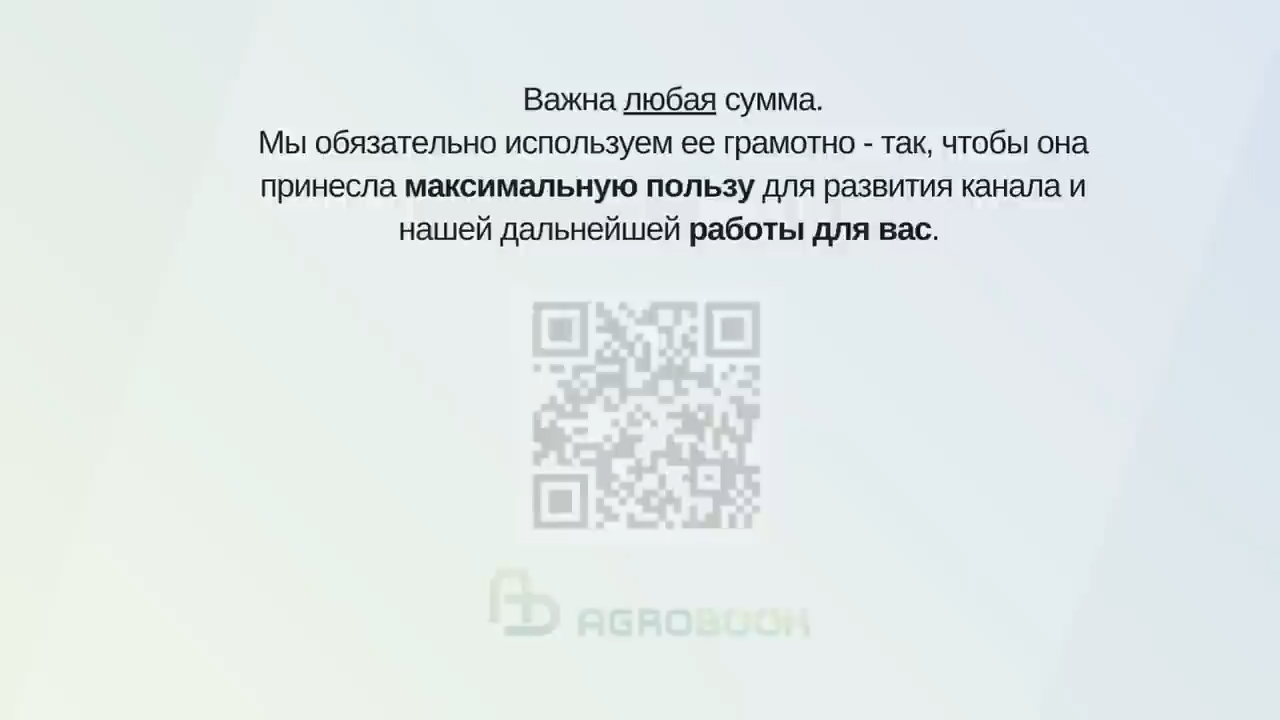 Важна любая сумма.
Мы обязательно используем ее грамотно - так, чтобы она
принесла максимальную пользу для развития канала и
нашей дальнейшей работы для вас.
AGROBOOK